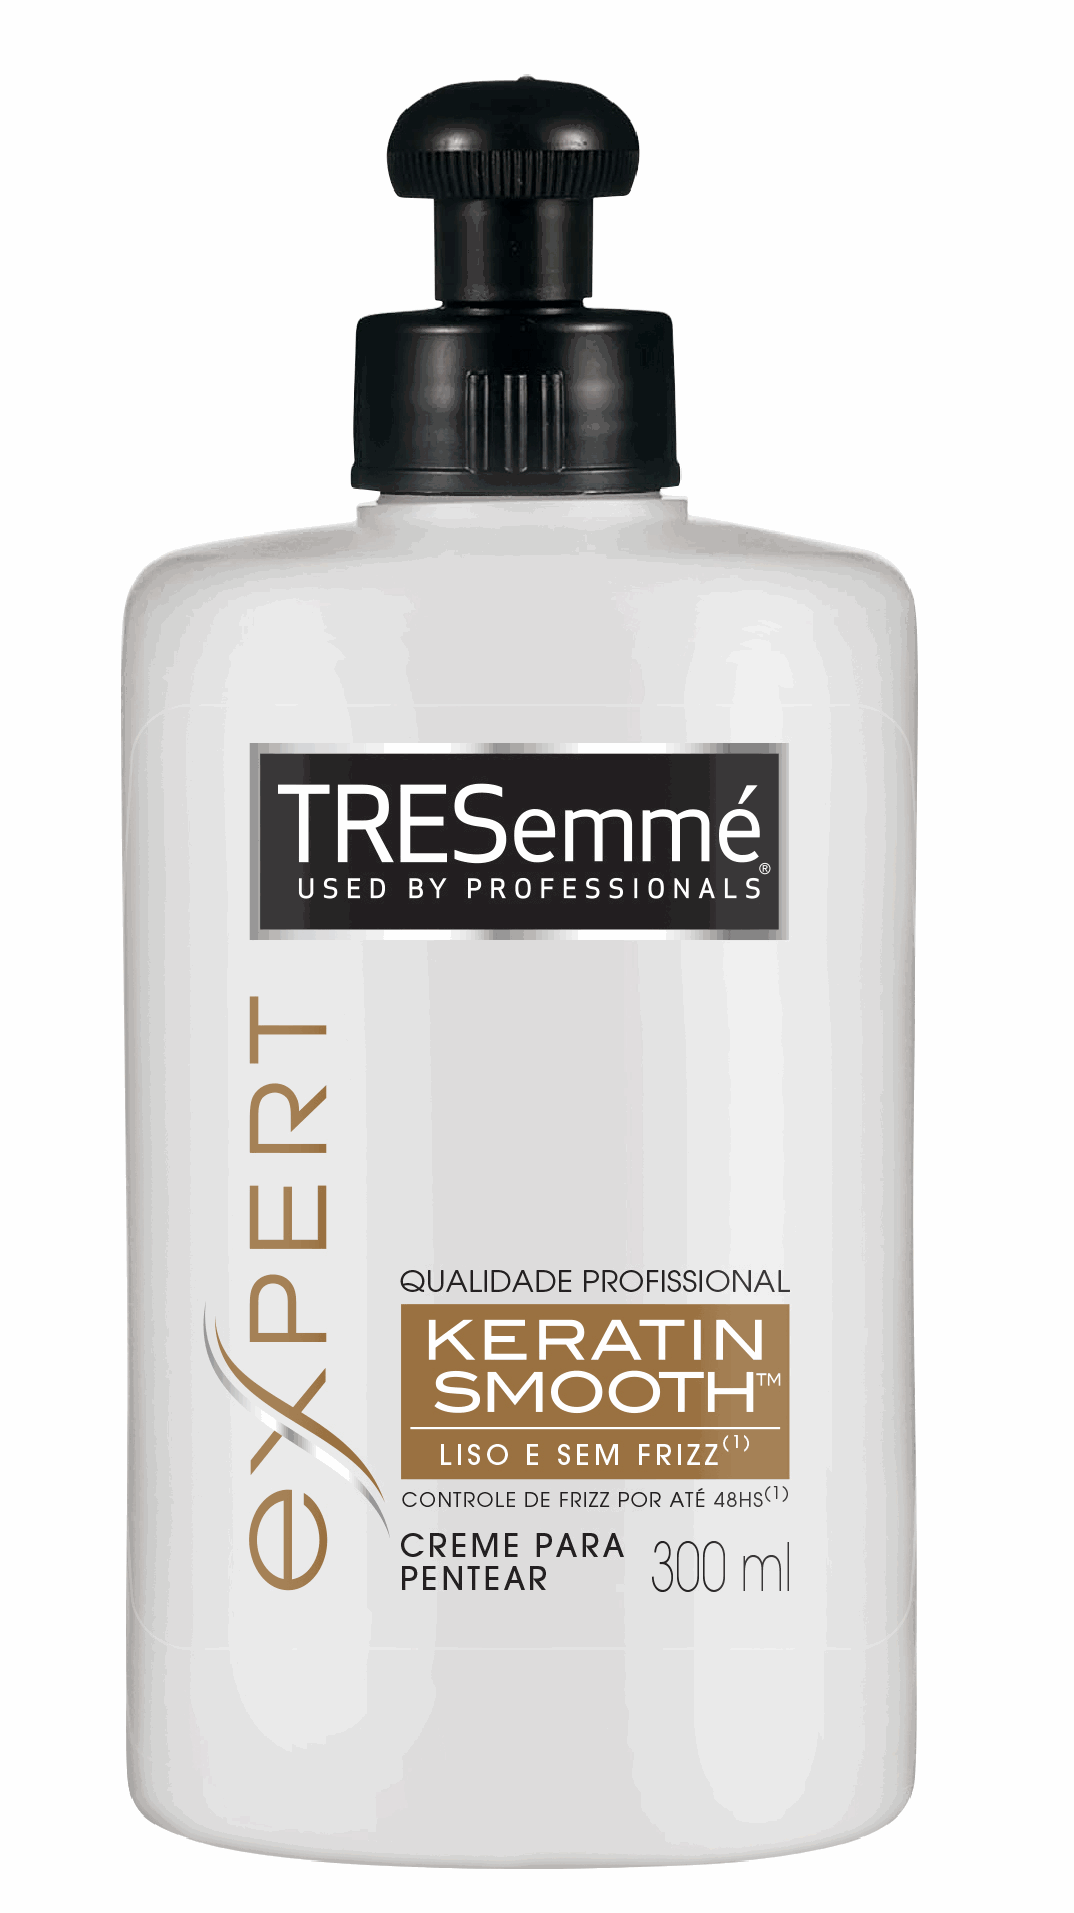 TRESemmé®
USED BY PROFESSIONALS
eXPERT
QUALIDADE PROFISSIONAL
KERATIN
SMOOTH™
LISO E SEM FRIZZ(1)
CONTROLE DE FRIZZ POR ATÉ 48HS(1)
CREME PARA
PENTEAR
300 ml